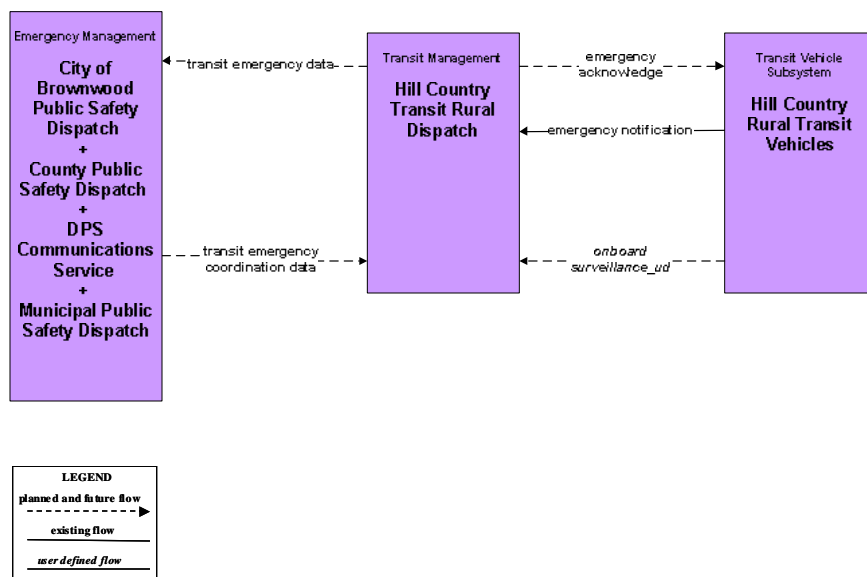 Emergency Management
City of
Brownwood
Public Safety
Dispatch
+
County Public
Safety Dispatch
+
DPS
Communications
Service
+
Municipal Public
Safety Dispatch
transit emergency data
transit emergency
coordination data
Transit Management
Hill Country
Transit Rural
Dispatch
emergency
acknowledge
emergency notification
onboard
surveillance_ud
Transit Vehicle
Subsystem
Hill Country
Rural Transit
Vehicles
LEGEND
planned and future flow
existing flow
user defined flow